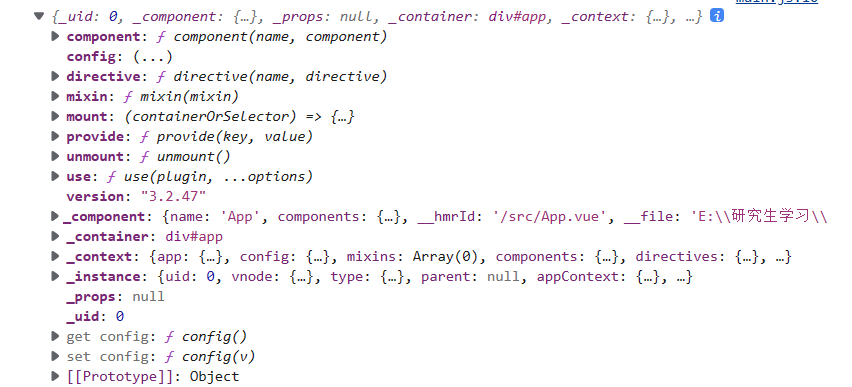 main.js:10
{_uid: 0, _component: {…}, _props: null, _container: div#app, _context: {…}, …} i
component: ƒ component(name, component)
config: (...)
directive: ƒ directive(name, directive)
mixin: ƒ mixin(mixin)
mount: (containerOrSelector) => {…}
provide: ƒ provide(key, value)
unmount: ƒ unmount()
use: ƒ use(plugin, ...options)
version: "3.2.47"
_component: {name: 'App', components: {…}, __hmrId: '/src/App.vue', __file: 'E:\\研究生学习\\
_container: div#app
_context: {app: {…}, config: {…}, mixins: Array(0), components: {…}, directives: {…}, …}
_instance: {uid: 0, vnode: {…}, type: {…}, parent: null, appContext: {…}, …}
_props: null
_uid: 0
get config: ƒ config()
set config: ƒ config(v)
[[Prototype]]: Object